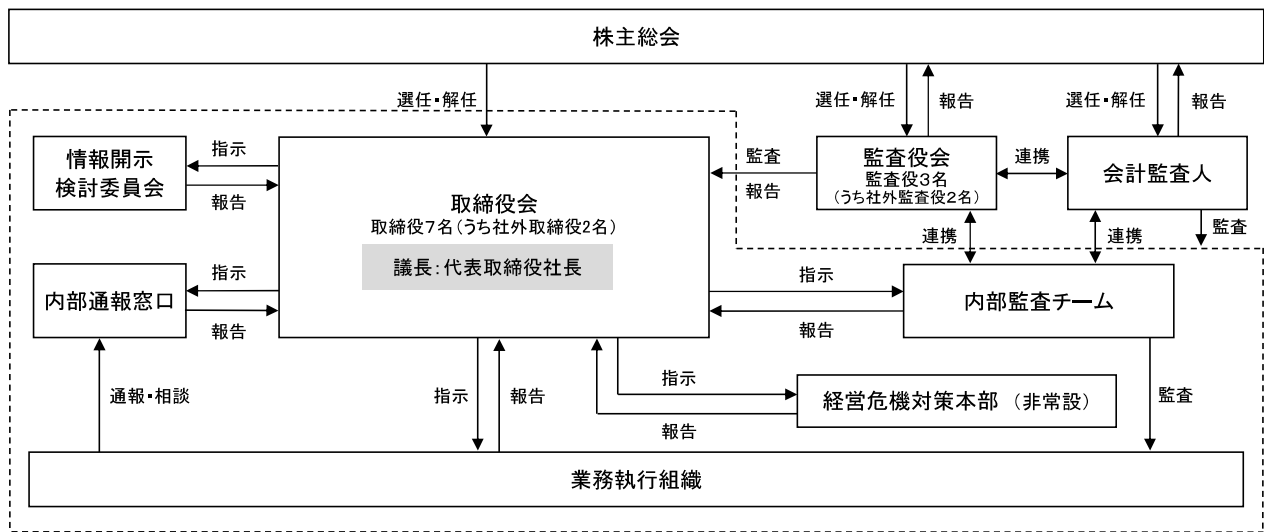 株主総会
選任・解任
選任・解任
報告
選任・解任
報告
情報開示
検討委員会
指示
報告
取締役会
取締役7名(うち社外取締役2名)
議長:代表取締役社長
監査
報告
監査役会
監査役3名
(うち社外監査役2名)
連携
会計監査人
連携
連携
監査
内部通報窓口
指示
報告
指示
報告
内部監査チーム
通報・相談
指示
報告
指示
報告
経営危機対策本部 (非常設)
監査
業務執行組織